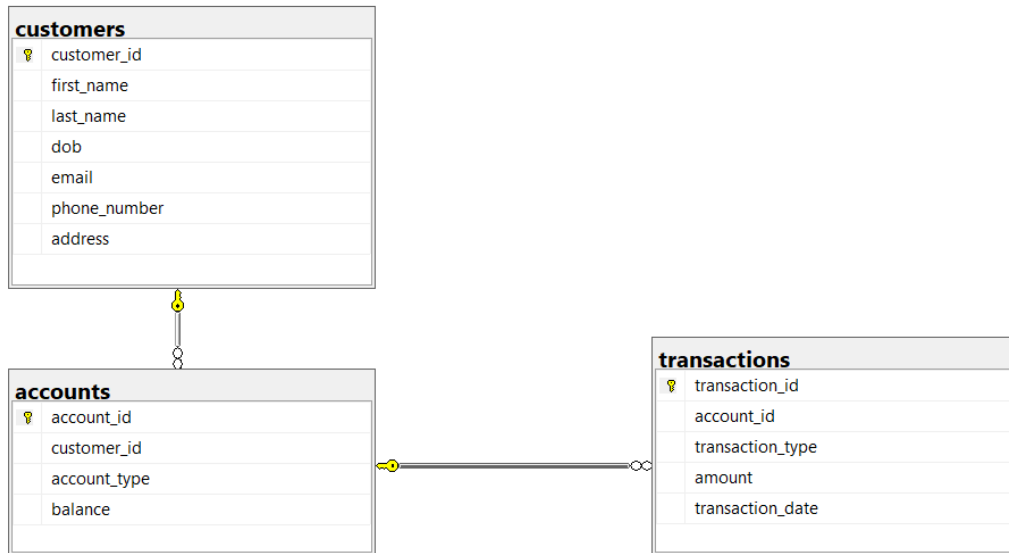 customers
customer_id
first_name
last_name
dob
email
phone_number
address
accounts
account_id
customer_id
account_type
balance
transactions
transaction_id
account_id
transaction_type
amount
transaction_date